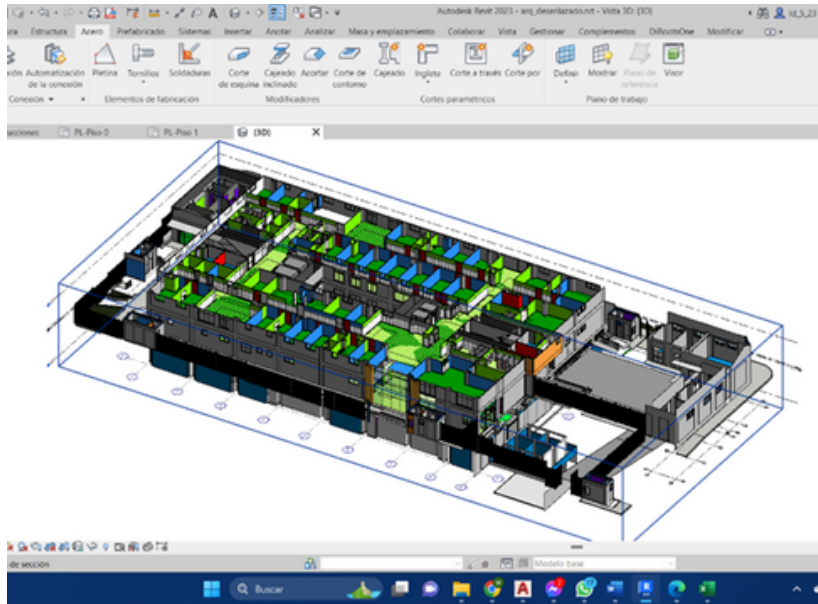 Autodesk Revit 2023 - arq_desenlazado.rvt - Vista 3D: {3D}
Estructura Acero Prefabricado Sistemas Insertar Anotar Analizar Masa y emplazamiento Colaborar Vista Gestionar Complementos DiRootsOne Modificar
Automatización de la conexión Pletina Tornillos Soldaduras Corte de esquina Cajeado inclinado Acortar Corte de contorno Cajeado Inglete Corte a través Corte por Definir Mostrar Plano de referencia Visor
Conexión Elementos de fabricación Modificadores Cortes paramétricos Plano de trabajo
PL-Piso 0 PL-Piso 1 {3D} X
de sección Modelo base
Buscar